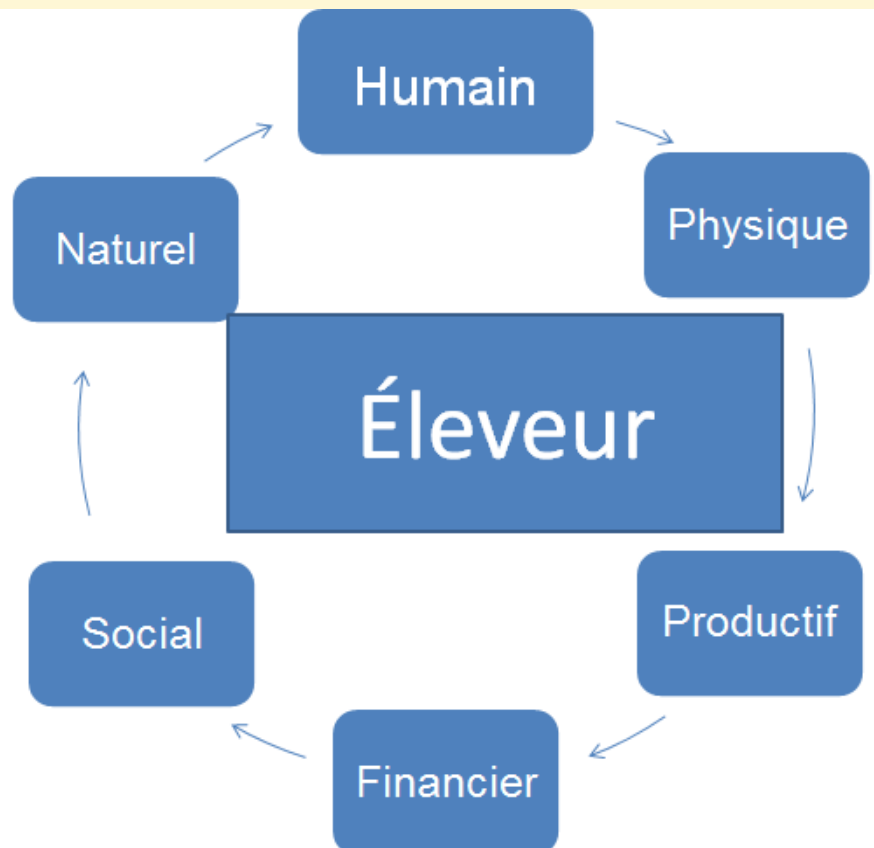 Humain
Physique
Naturel
Éleveur
Productif
Social
Financier